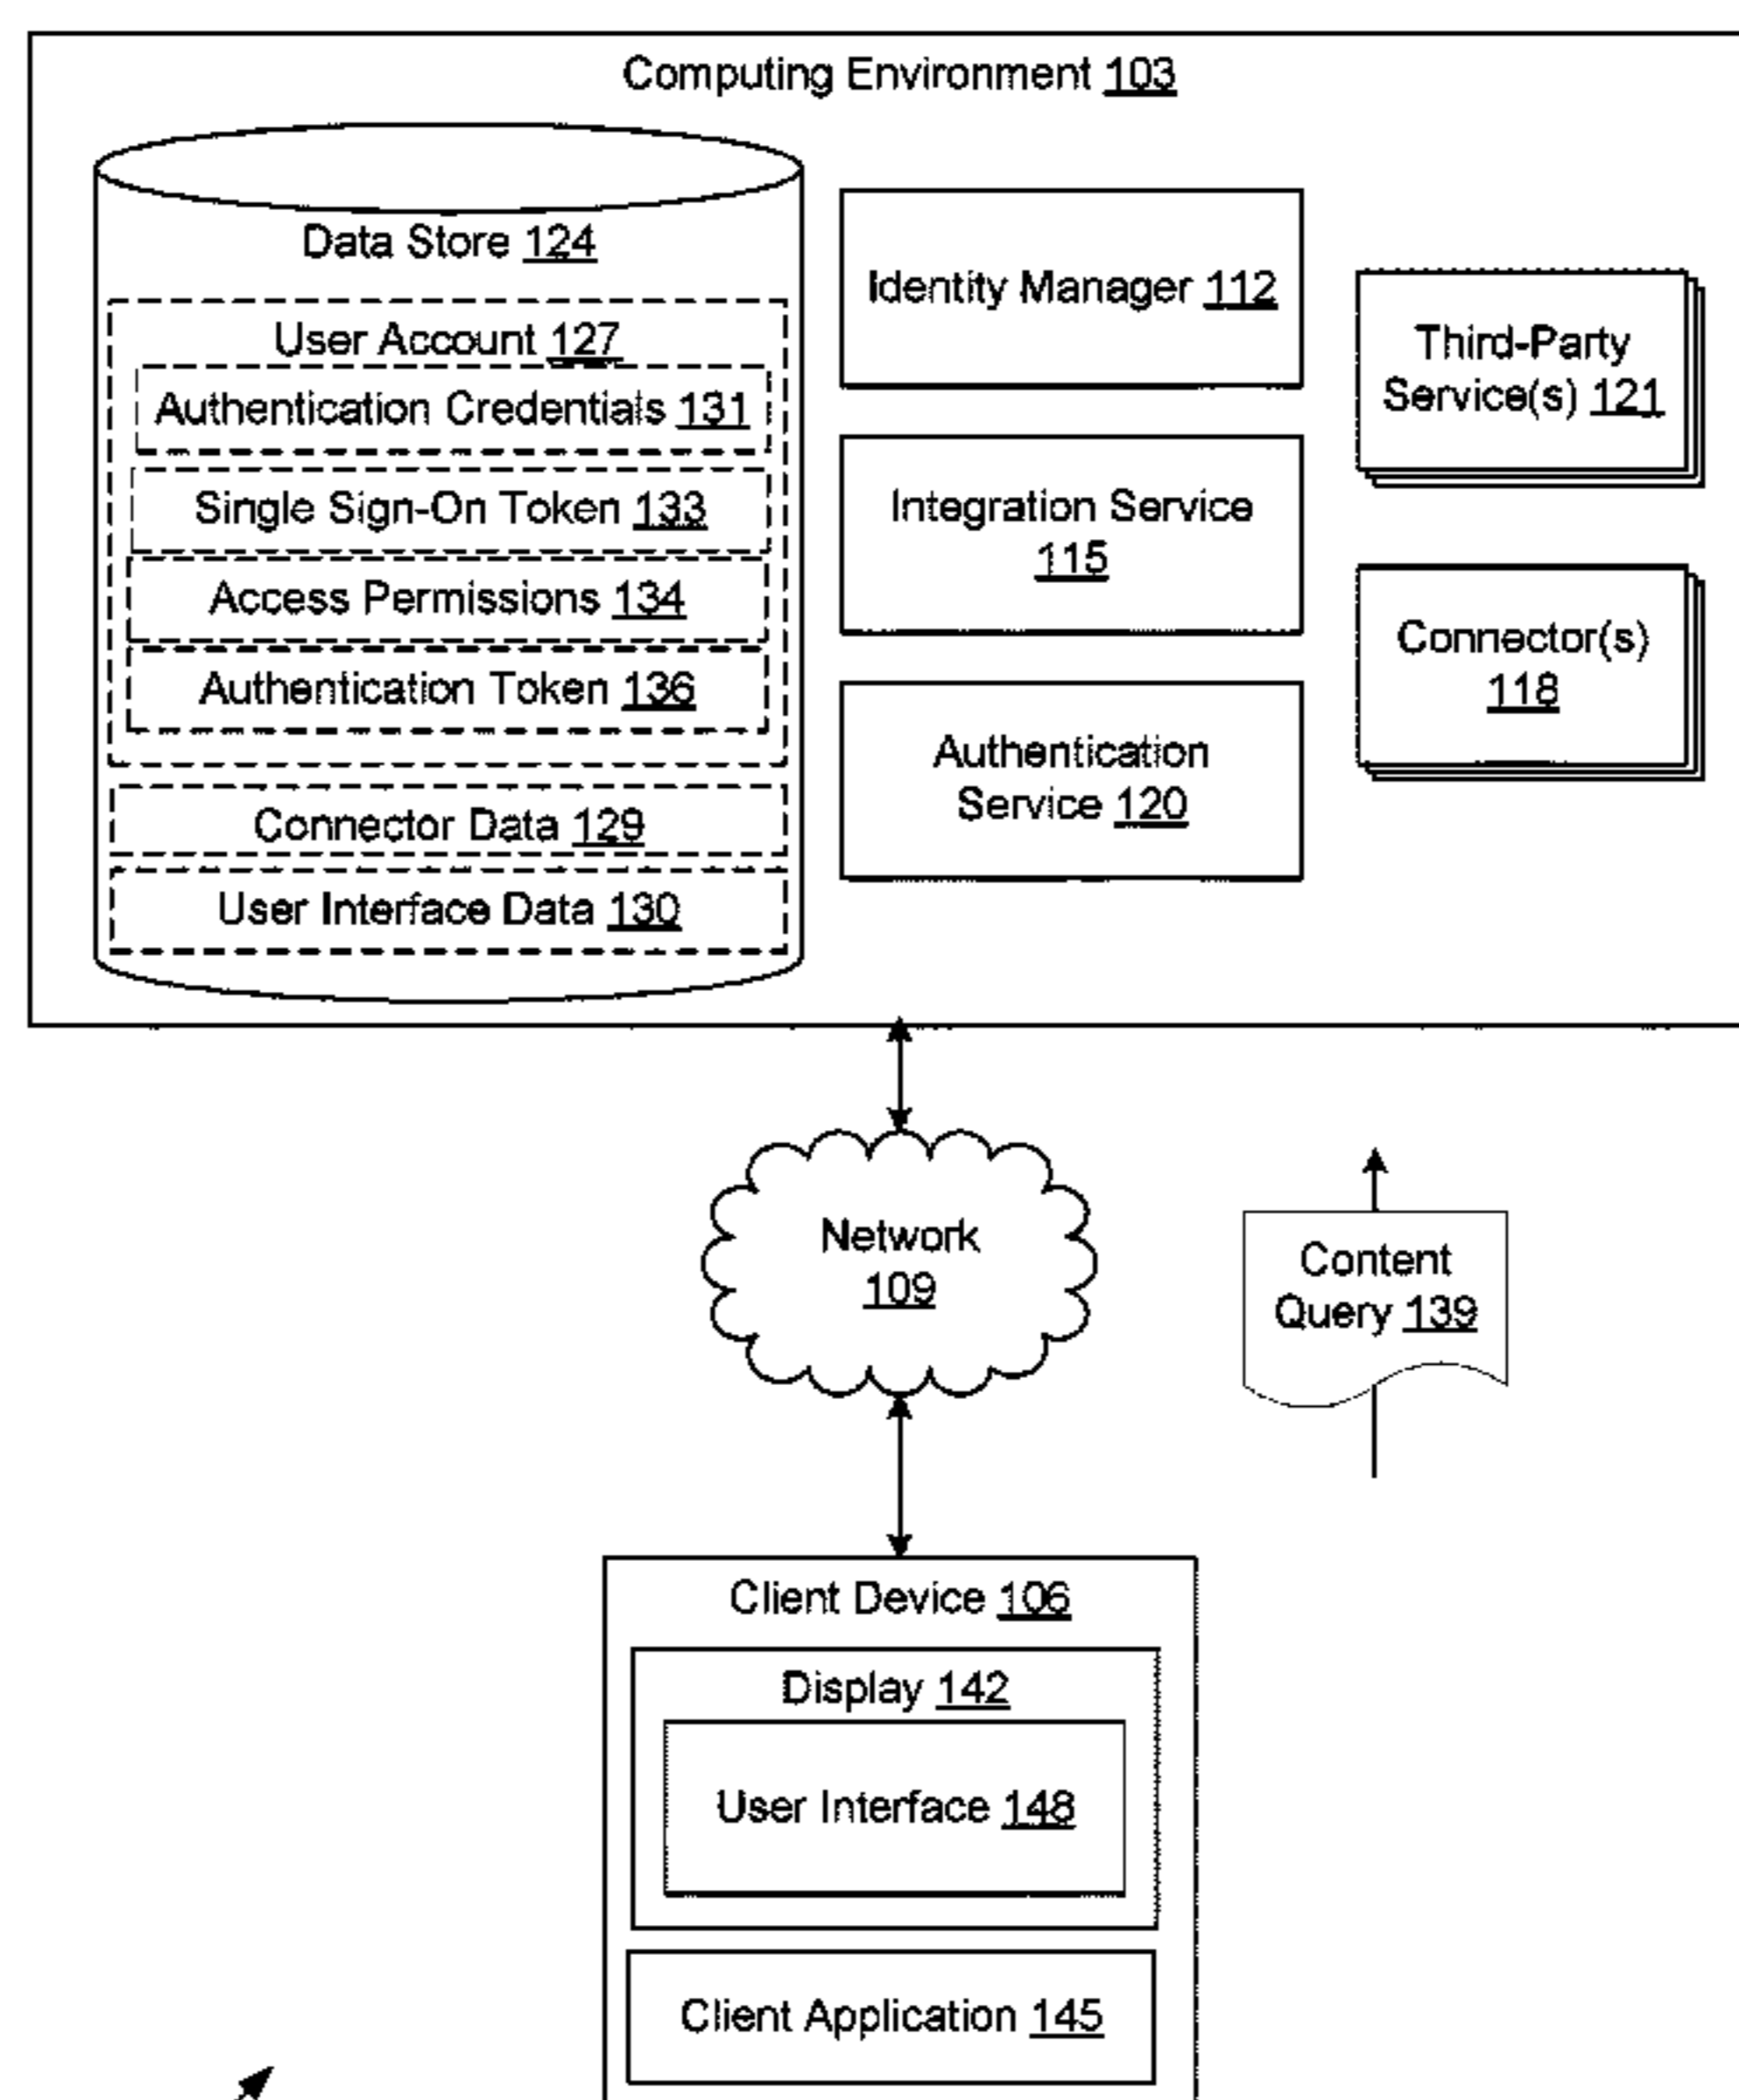 Computing Environment 103
Data Store 124
User Account 127
Authentication Credentials 131
Single Sign-On Token 133
Access Permissions 134
Authentication Token 136
Connector Data 129
User Interface Data 130
Identity Manager 112
Integration Service
115
Authentication
Service 120
Third-Party
Service(s) 121
Connector(s)
118
Network
109
Content
Query 139
Client Device 106
Display 142
User Interface 148
Client Application 145